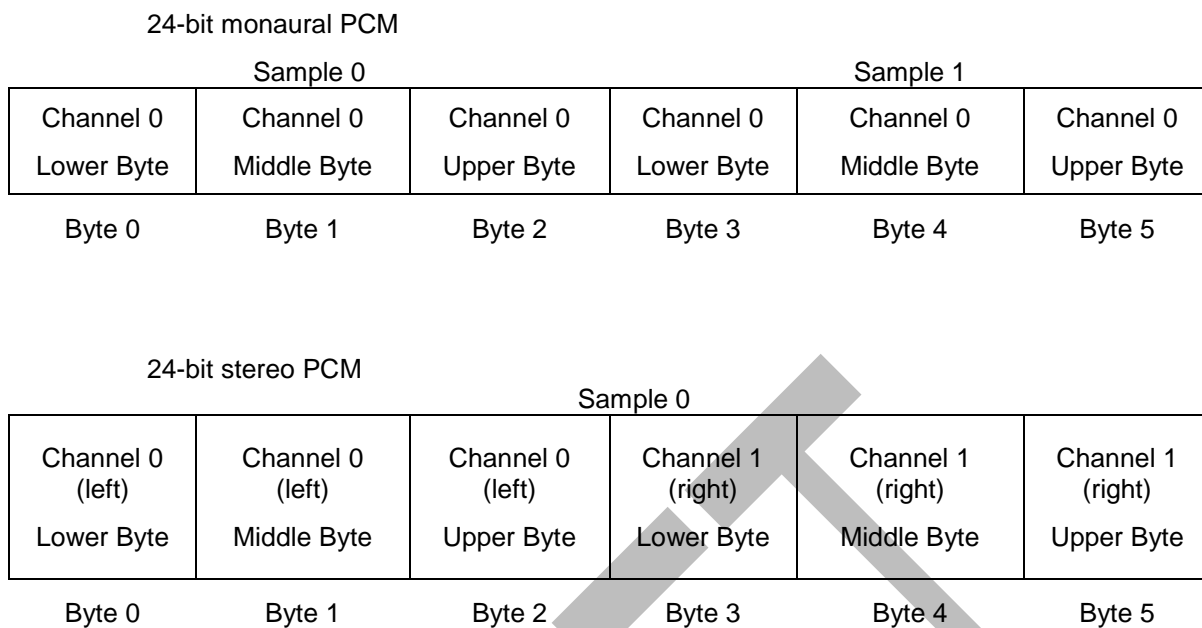 24-bit monaural PCM
Sample 0 Sample 1
Channel 0 Channel 0 Channel 0 Channel 0 Channel 0 Channel 0
Lower Byte Middle Byte Upper Byte Lower Byte Middle Byte Upper Byte
Byte 0 Byte 1 Byte 2 Byte 3 Byte 4 Byte 5
24-bit stereo PCM
Sample 0
Channel 0 Channel 0 Channel 0 Channel 1 Channel 1 Channel 1
(left) (left) (left) (right) (right) (right)
Lower Byte Middle Byte Upper Byte Lower Byte Middle Byte Upper Byte
Byte 0 Byte 1 Byte 2 Byte 3 Byte 4 Byte 5